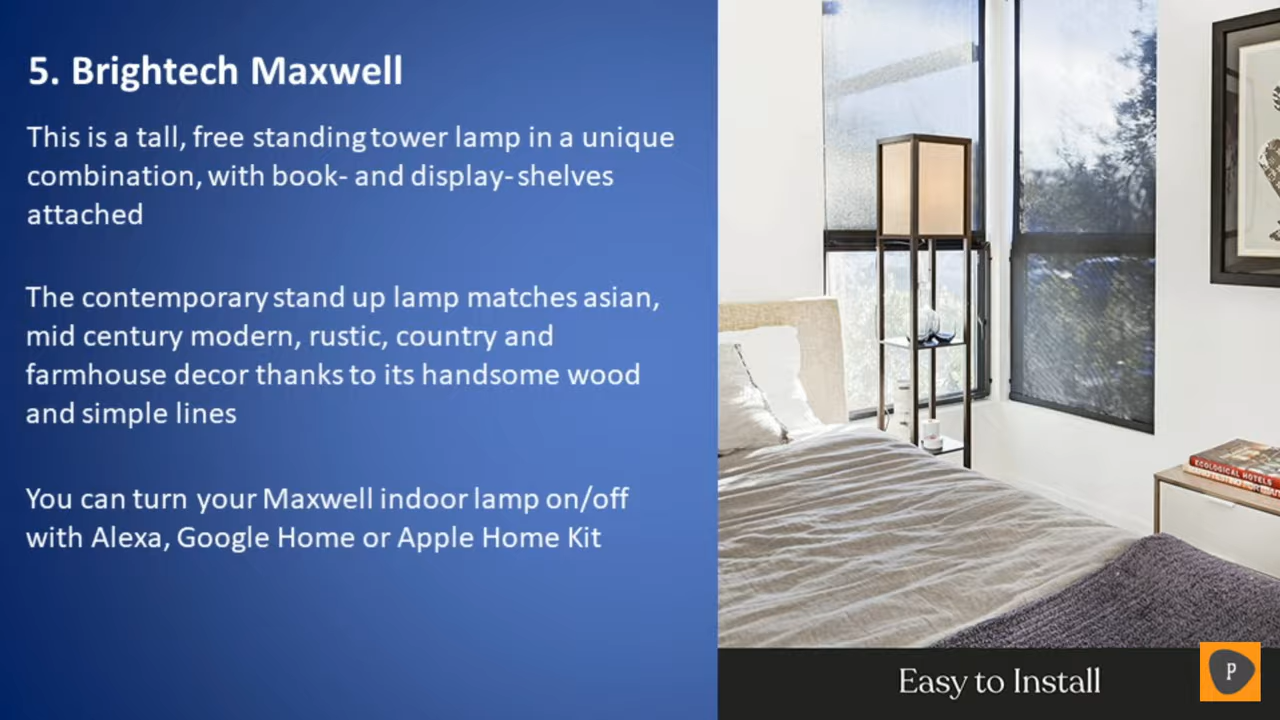 5. Brightech Maxwell
This is a tall, free standing tower lamp in a unique
combination, with book- and display-shelves
attached
The contemporary stand up lamp matches asian,
mid century modern, rustic, country and
farmhouse decor thanks to its handsome wood
and simple lines
You can turn your Maxwell indoor lamp on/off
with Alexa, Google Home or Apple Home Kit
ECOLOGICAL HOTELS
Easy to Install
P